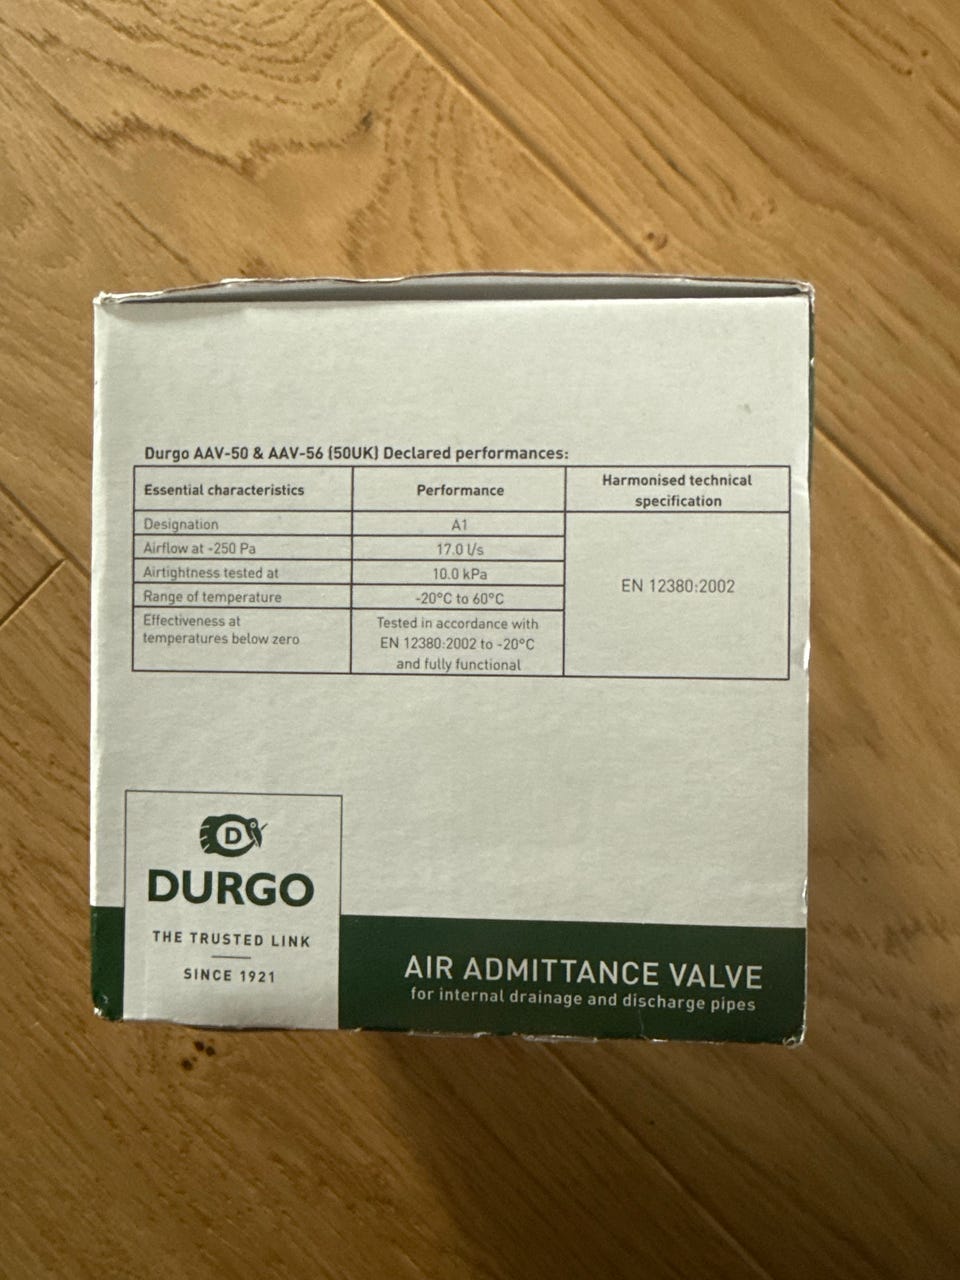 Durgo AAV-50 & AAV-56 (50UK) Declared performances:
Essential characteristics
Performance
Harmonised technical
specification
Designation
A1
Airflow at -250 Pa
17.0 l/s
Airtightness tested at
10.0 kPa
Range of temperature
-20°C to 60°C
Effectiveness at
temperatures below zero
Tested in accordance with
EN 12380:2002 to -20°C
and fully functional
EN 12380:2002
D
DURGO
THE TRUSTED LINK
SINCE 1921
AIR ADMITTANCE VALVE
for internal drainage and discharge pipes